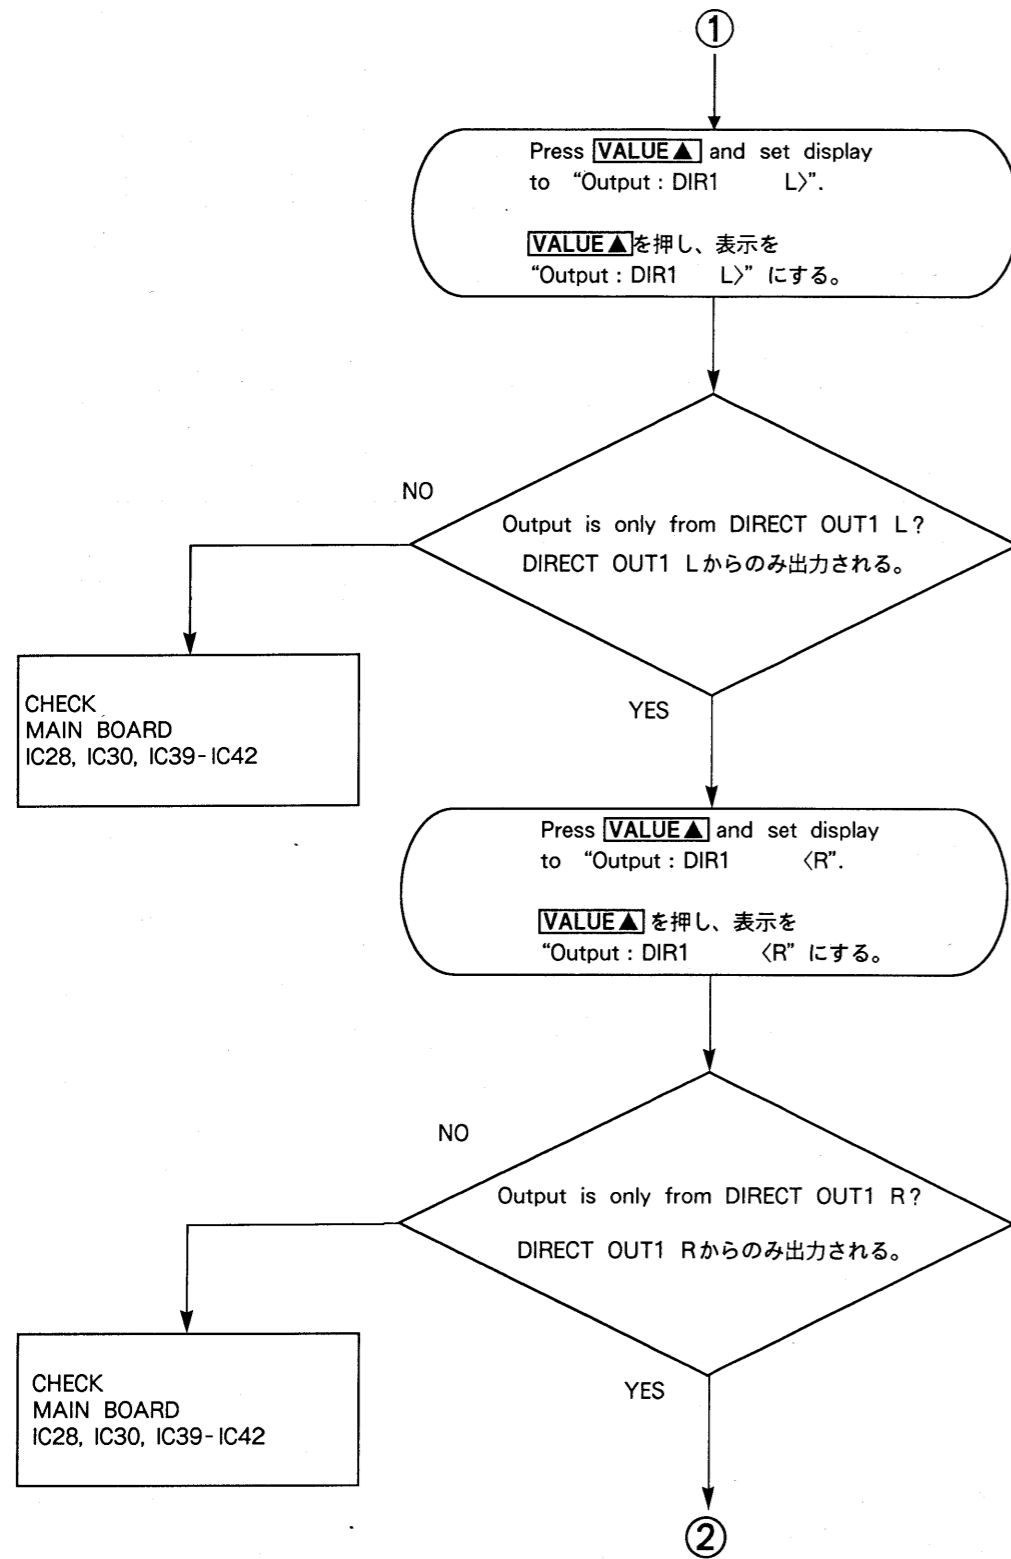 ①
Press VALUE▲ and set display
to “Output : DIR1 L〉”.
VALUE▲を押し、表示を
“Output : DIR1 L〉” にする。
NO
Output is only from DIRECT OUT1 L?
DIRECT OUT1 Lからのみ出力される。
CHECK
MAIN BOARD
IC28, IC30, IC39-IC42
YES
Press VALUE▲ and set display
to “Output : DIR1 〈R”.
VALUE▲ を押し、表示を
“Output : DIR1 〈R” にする。
NO
Output is only from DIRECT OUT1 R?
DIRECT OUT1 Rからのみ出力される。
CHECK
MAIN BOARD
IC28, IC30, IC39-IC42
YES
②